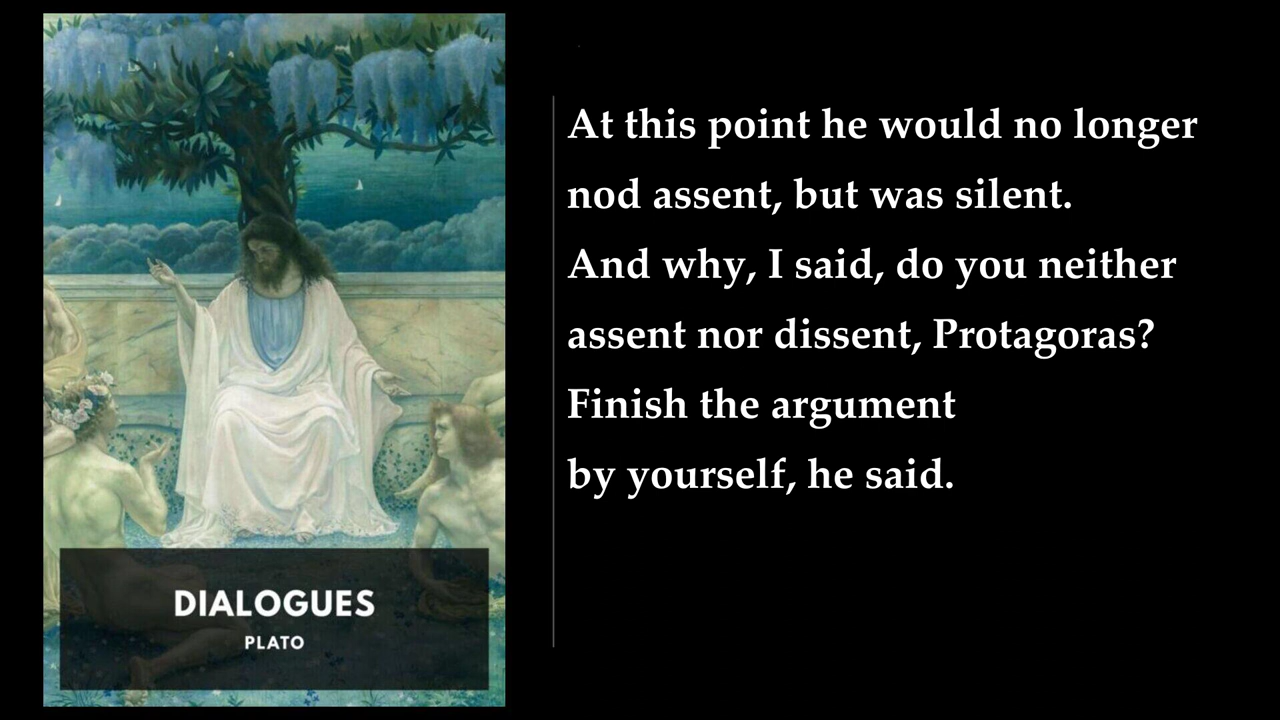 At this point he would no longer
nod assent, but was silent.
And why, I said, do you neither
assent nor dissent, Protagoras?
Finish the argument
by yourself, he said.
DIALOGUES
PLATO